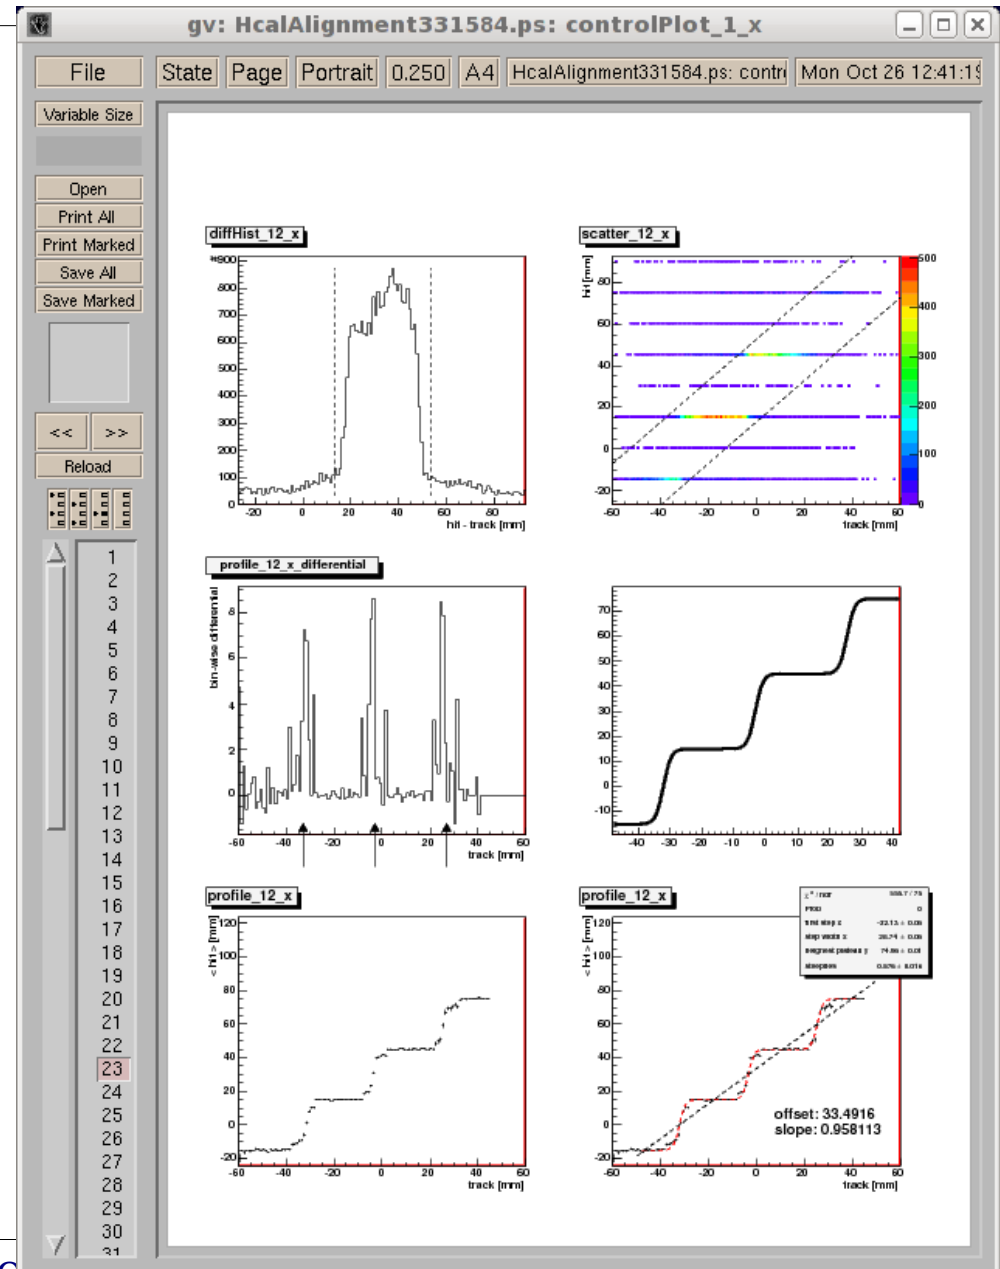 gv: HcalAlignment331584.ps: controlPlot_1_x
File
State Page Portrait 0.250 A4 HcalAlignment331584.ps: contr Mon Oct 26 12:41:19
Variable Size
Open
Print All
Print Marked
Save All
Save Marked
<< >>
Reload
1
2
3
4
5
6
7
8
9
10
11
12
13
14
15
16
17
18
19
20
21
22
23
24
25
26
27
28
29
30
31
diffHist_12_x
900
800
700
600
500
400
300
200
100
0
-20 0 20 40 60 80
hit - track [mm]
scatter_12_x
hit [mm]
80
60
40
20
0
-20
-60 -40 -20 0 20 40 60
track [mm]
500
400
300
200
100
0
profile_12_x_differential
bin-wise differential
8
6
4
2
0
-60 -40 -20 0 20 40 60
track [mm]
70
60
50
40
30
20
10
0
-10
-40 -30 -20 -10 0 10 20 30 40
profile_12_x
< hit > [mm]
120
100
80
60
40
20
0
-20
-60 -40 -20 0 20 40 60
track [mm]
profile_12_x
< hit > [mm]
120
100
80
60
40
20
0
-20
-60 -40 -20 0 20 40 60
track [mm]
offset: 33.4916
slope: 0.958113